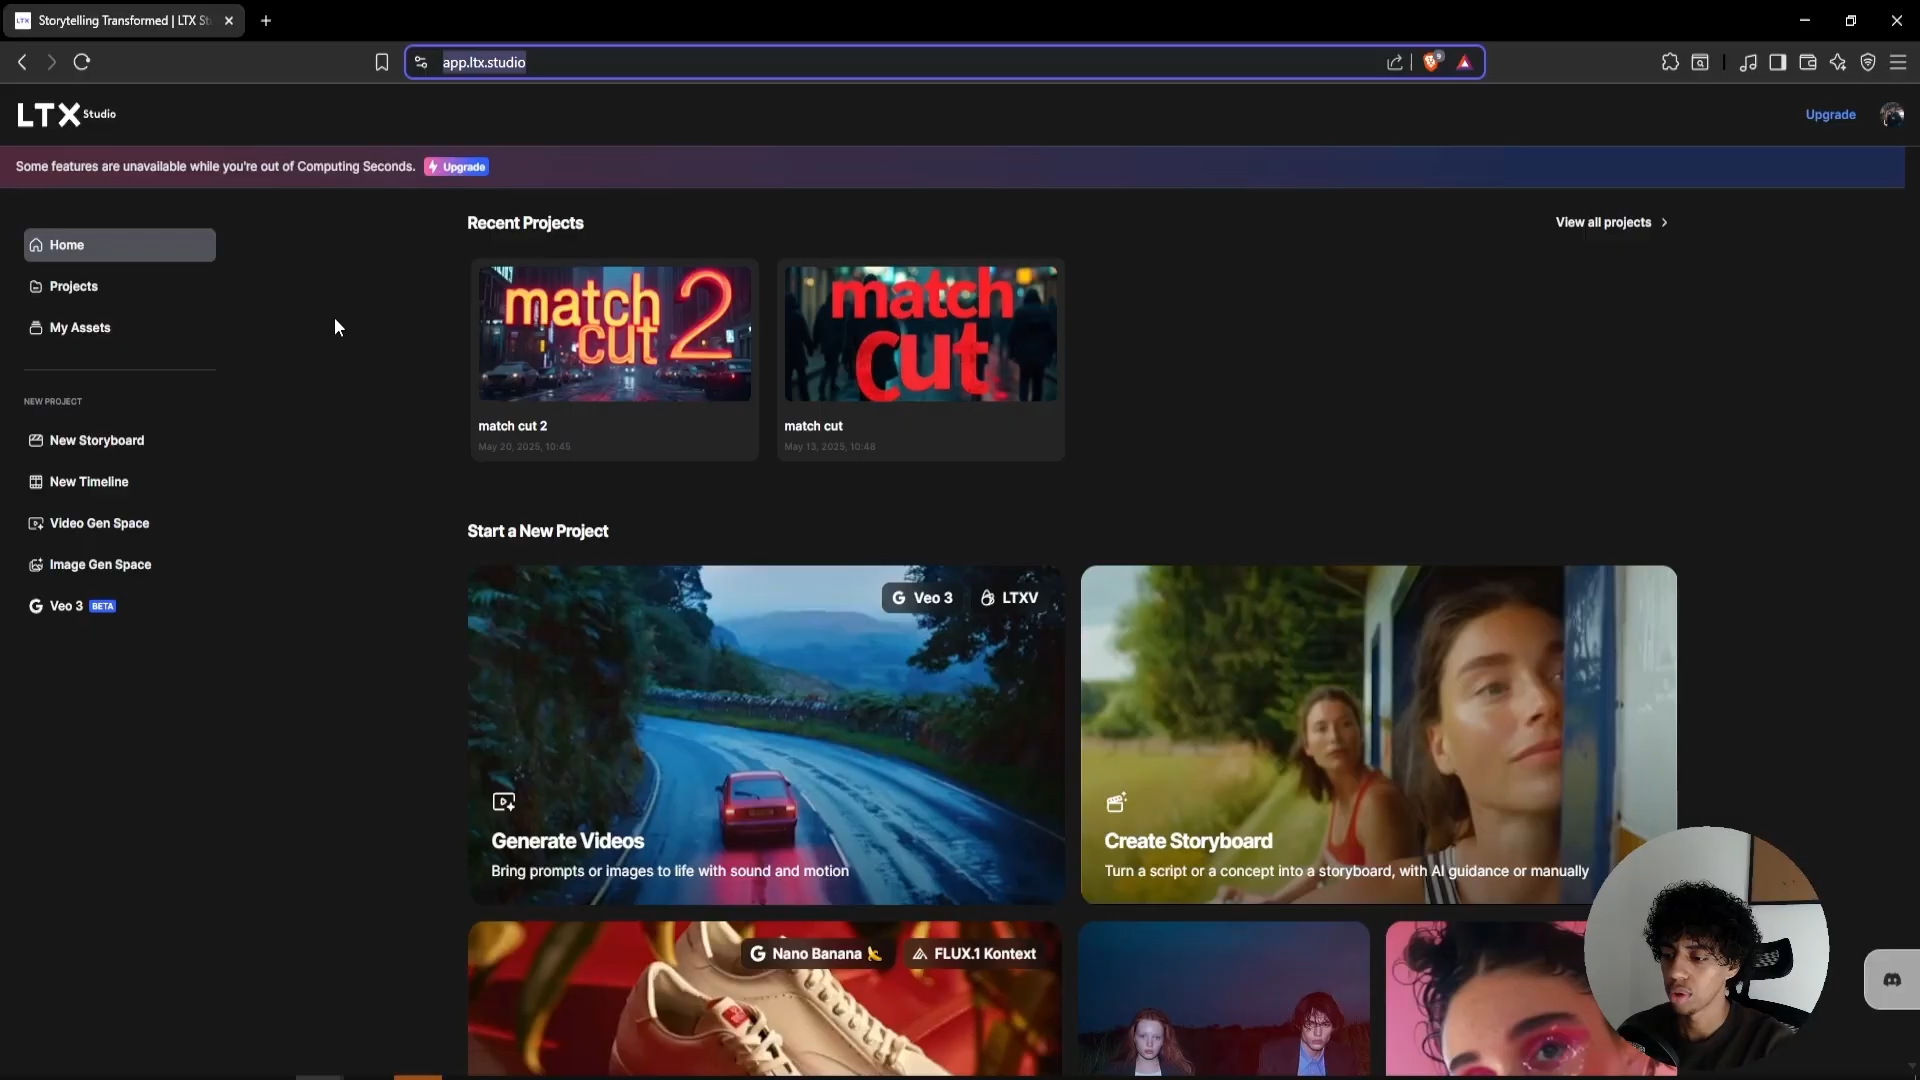 Storytelling Transformed | LTX St
app.ltx.studio
LTX Studio
Upgrade
Some features are unavailable while you're out of Computing Seconds.
Upgrade
Home
Projects
My Assets
NEW PROJECT
New Storyboard
New Timeline
Video Gen Space
Image Gen Space
Veo 3 BETA
Recent Projects
View all projects
match cut 2
match cut
match cut 2
May 20, 2025, 10:45
match cut
May 13, 2025, 10:48
Start a New Project
Veo 3
LTXV
Generate Videos
Bring prompts or images to life with sound and motion
Create Storyboard
Turn a script or a concept into a storyboard, with AI guidance or manually
Nano Banana
FLUX.1 Kontext